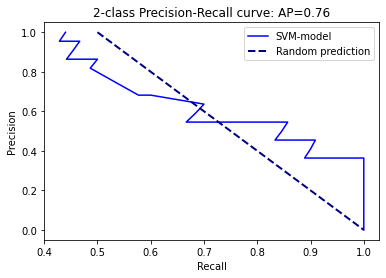 2-class Precision-Recall curve: AP=0.76
SVM-model
Random prediction
Precision
1.0
0.8
0.6
0.4
0.2
0.0
0.4 0.5 0.6 0.7 0.8 0.9 1.0
Recall